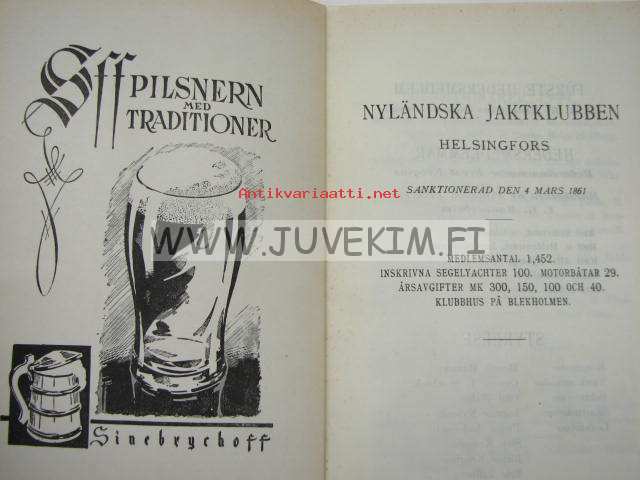 Sff PILSNERN
MED
TRADITIONER
Sinebrychoff
NYLÄNDSKA JAKTKLUBBEN
HELSINGFORS
SANKTIONERAD DEN 4 MARS 1861
MEDLEMSANTAL 1,452.
INSKRIVNA SEGELYACHTER 100. MOTORBÅTAR 29.
ÅRSAVGIFTER MK 300, 150, 100 OCH 40.
KLUBBHUS PÅ BLEKHOLMEN.
Antikvariaatti.net
WWW.JUVEKIM.FI